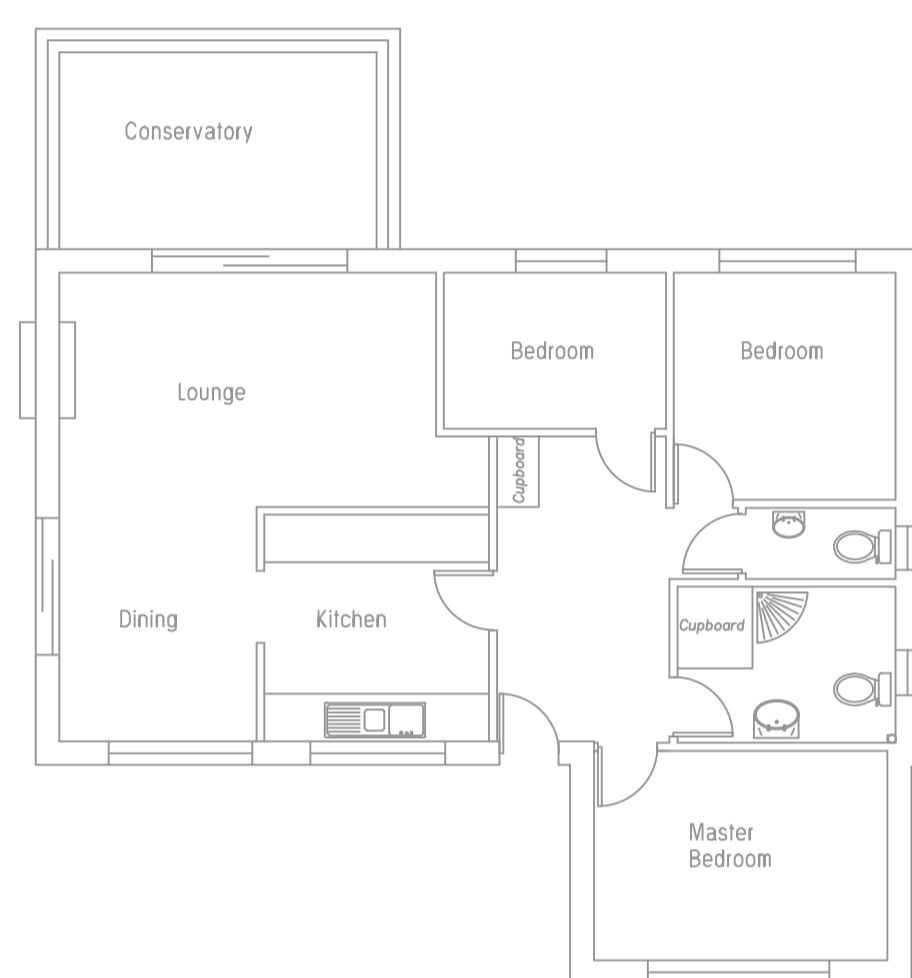 Conservatory
Bedroom
Bedroom
Lounge
Cupboard
Dining
Kitchen
Cupboard
Master
Bedroom